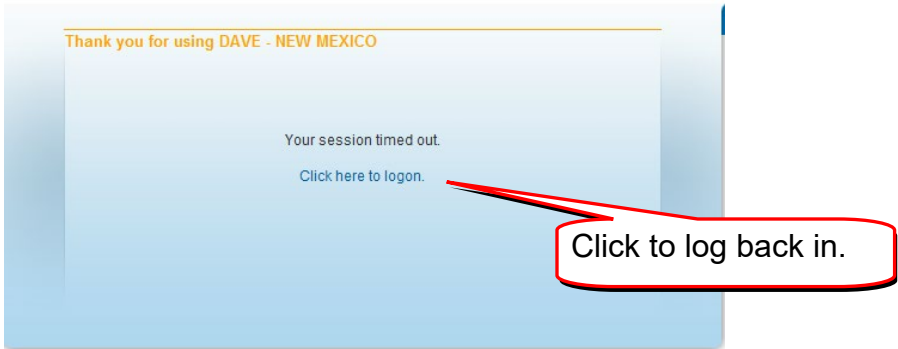 Thank you for using DAVE - NEW MEXICO
Your session timed out.
Click here to logon.
Click to log back in.